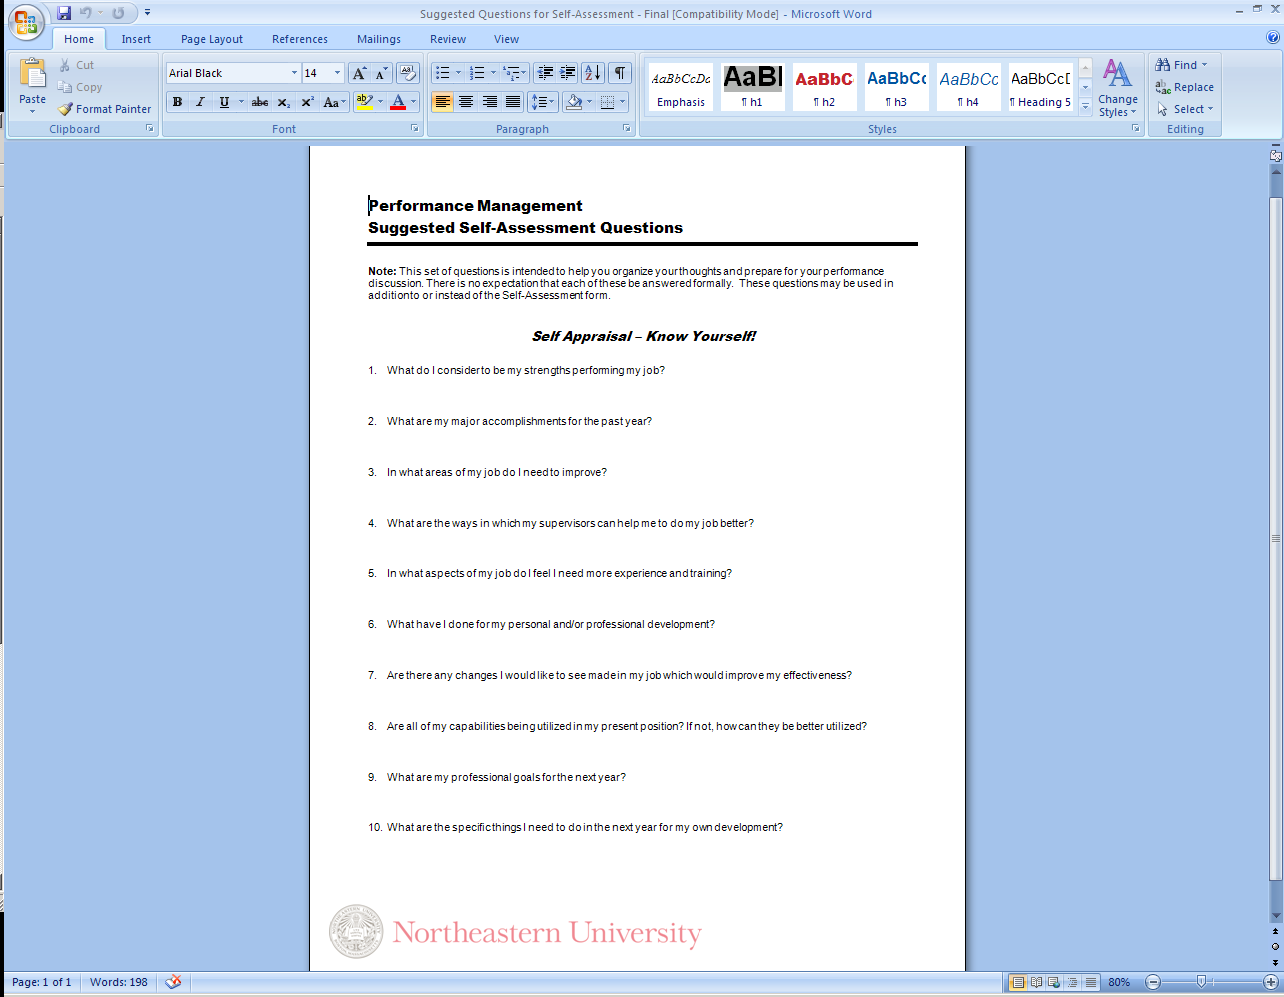 Suggested Questions for Self-Assessment - Final [Compatibility Mode] - Microsoft Word
Home Insert Page Layout References Mailings Review View
Paste
Cut
Copy
Format Painter
Clipboard
Arial Black 14
B I U abc x₂ x² Aa ab A
Font
Paragraph
AaBbCcDc AaBl AaBbC AaBbCc AaBbCc AaBbCcD
Emphasis ¶ h1 ¶ h2 ¶ h3 ¶ h4 ¶ Heading 5
Change Styles
Styles
Find
Replace
Select
Editing
Performance Management
Suggested Self-Assessment Questions
Note: This set of questions is intended to help you organize your thoughts and prepare for your performance
discussion. There is no expectation that each of these be answered formally. These questions may be used in
addition to or instead of the Self-Assessment form.
Self Appraisal – Know Yourself!
1. What do I consider to be my strengths performing my job?
2. What are my major accomplishments for the past year?
3. In what areas of my job do I need to improve?
4. What are the ways in which my supervisors can help me to do my job better?
5. In what aspects of my job do I feel I need more experience and training?
6. What have I done for my personal and/or professional development?
7. Are there any changes I would like to see made in my job which would improve my effectiveness?
8. Are all of my capabilities being utilized in my present position? If not, how can they be better utilized?
9. What are my professional goals for the next year?
10. What are the specific things I need to do in the next year for my own development?
Northeastern University
Page: 1 of 1 Words: 198 80%